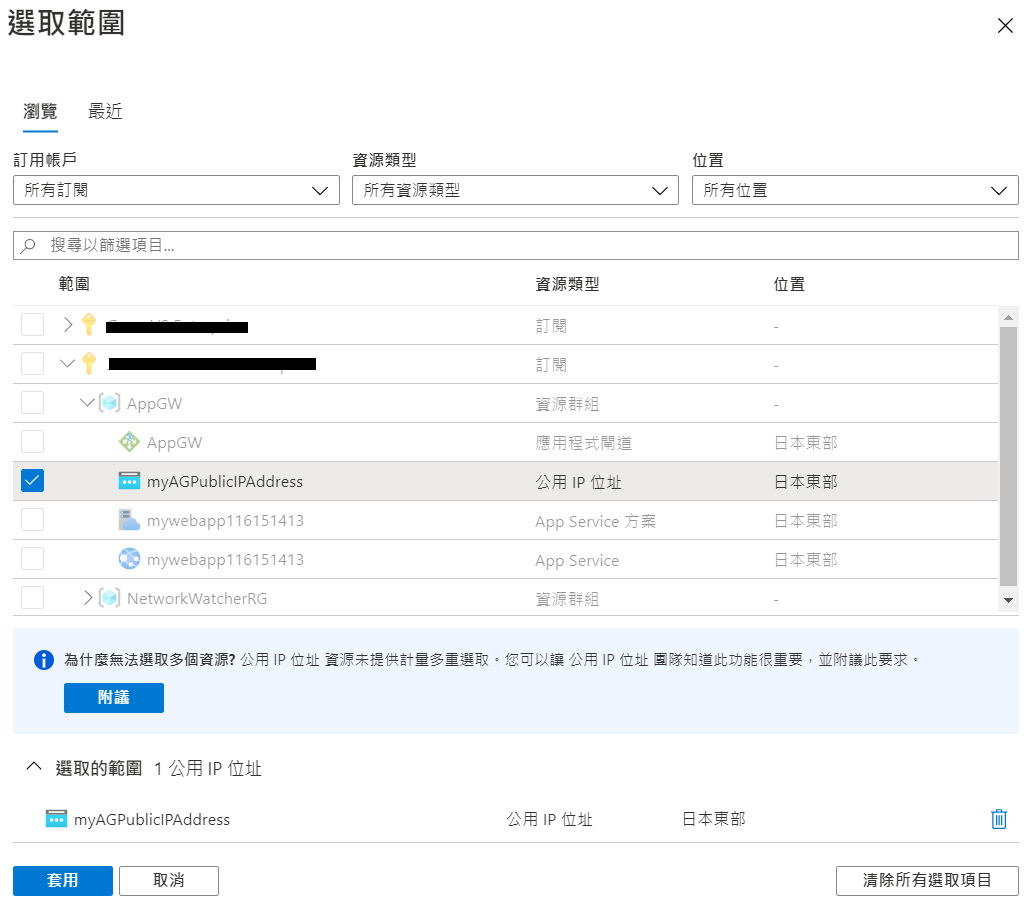 選取範圍
瀏覽 最近
訂用帳戶 資源類型 位置
所有訂閱 所有資源類型 所有位置
搜尋以篩選項目...
範圍 資源類型 位置
訂閱 -
訂閱 -
AppGW 資源群組 -
AppGW 應用程式閘道 日本東部
myAGPublicIPAddress 公用 IP 位址 日本東部
mywebapp116151413 App Service 方案 日本東部
mywebapp116151413 App Service 日本東部
NetworkWatcherRG 資源群組 -
為什麼無法選取多個資源? 公用 IP 位址 資源未提供計量多重選取。您可以讓 公用 IP 位址 團隊知道此功能很重要，並附議此要求。
附議
選取的範圍 1 公用 IP 位址
myAGPublicIPAddress 公用 IP 位址 日本東部
套用 取消 清除所有選取項目